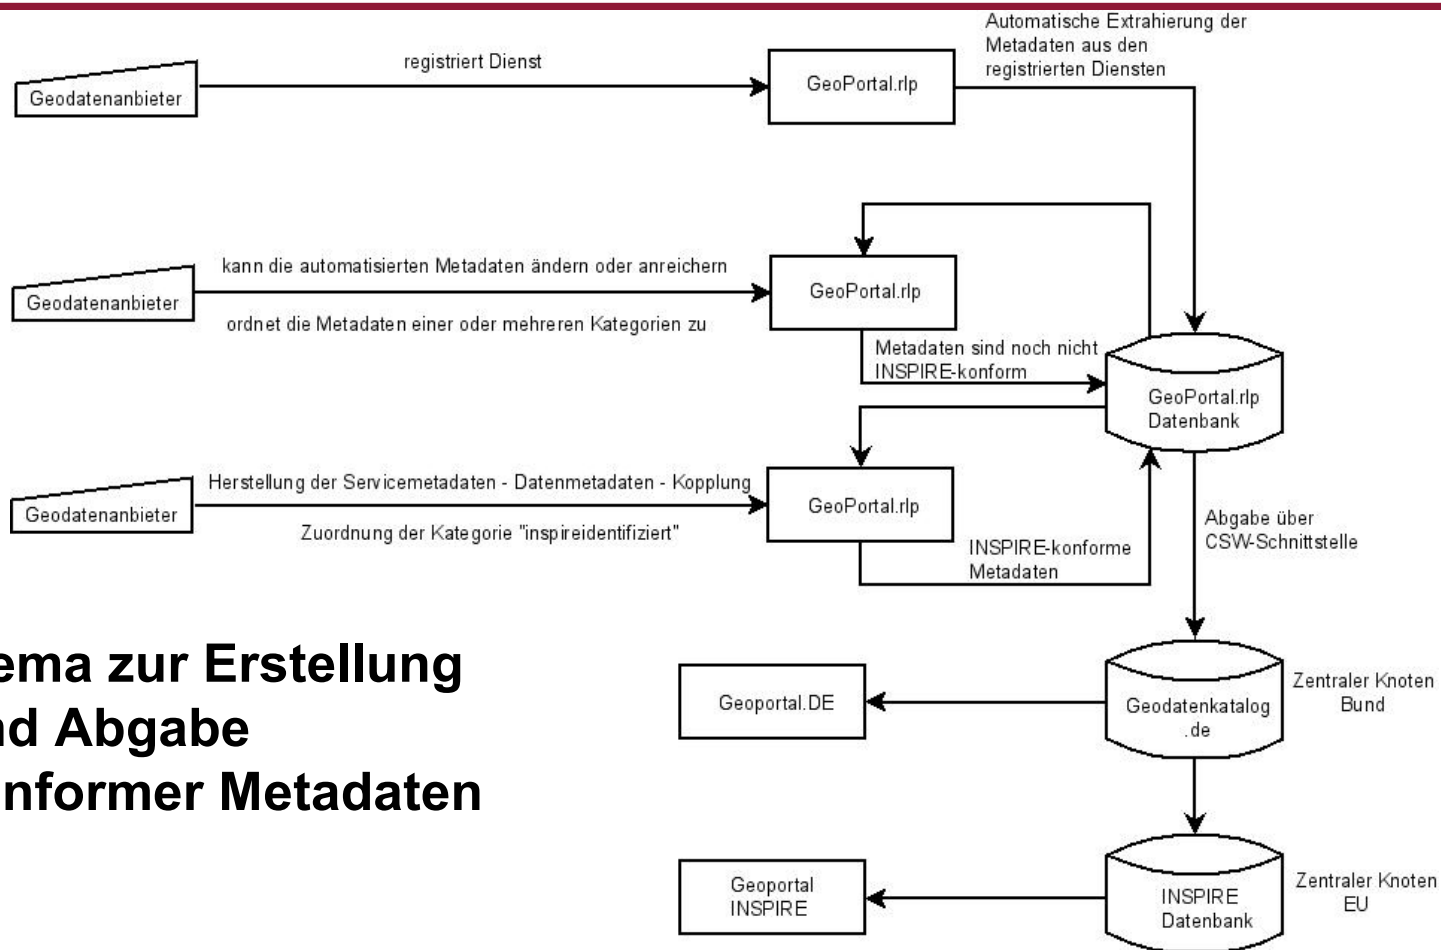 Automatische Extrahierung der
Metadaten aus den
registrierten Diensten
registriert Dienst
Geodatenanbieter
GeoPortal.rlp
kann die automatisierten Metadaten ändern oder anreichern
Geodatenanbieter
GeoPortal.rlp
ordnet die Metadaten einer oder mehreren Kategorien zu
Metadaten sind noch nicht
INSPIRE-konform
GeoPortal.rlp
Datenbank
Herstellung der Servicemetadaten - Datenmetadaten - Kopplung
Geodatenanbieter
GeoPortal.rlp
Zuordnung der Kategorie "inspireidentifiziert"
INSPIRE-konforme
Metadaten
Abgabe über
CSW-Schnittstelle
ema zur Erstellung
nd Abgabe
nformer Metadaten
Geoportal.DE
Geodatenkatalog
.de
Zentraler Knoten
Bund
Geoportal
INSPIRE
INSPIRE
Datenbank
Zentraler Knoten
EU